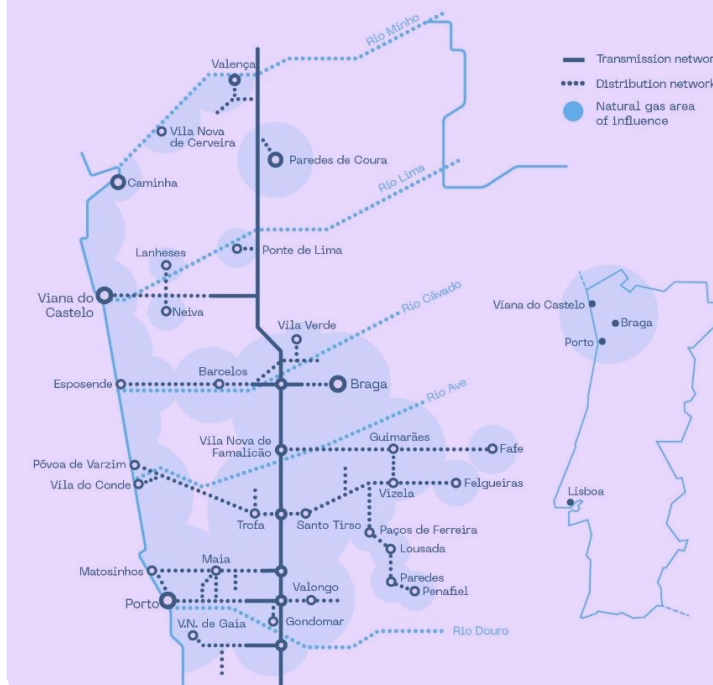 Rio Minho
Valença
Transmission networ
Distribution network
Natural gas area
of influence
Vila Nova
de Cerveira
Paredes de Coura
Caminha
Rio Lima
Lanheses
Ponte de Lima
Viana do
Castelo
Neiva
Rio Câvado
Vila Verde
Viana do Castelo
Braga
Porto
Barcelos
Esposende
Braga
Rio Ave
Vila Nova de
Famalicão
Guimarães
Fafe
Póvoa de Varzim
Vila do Conde
Vizela
Felgueiras
Lisboa
Trofa
Santo Tirso
Paços de Ferreira
Lousada
Maia
Matosinhos
Paredes
Penafiel
Valongo
Porto
V.N. de Gaia
Gondomar
Rio Douro